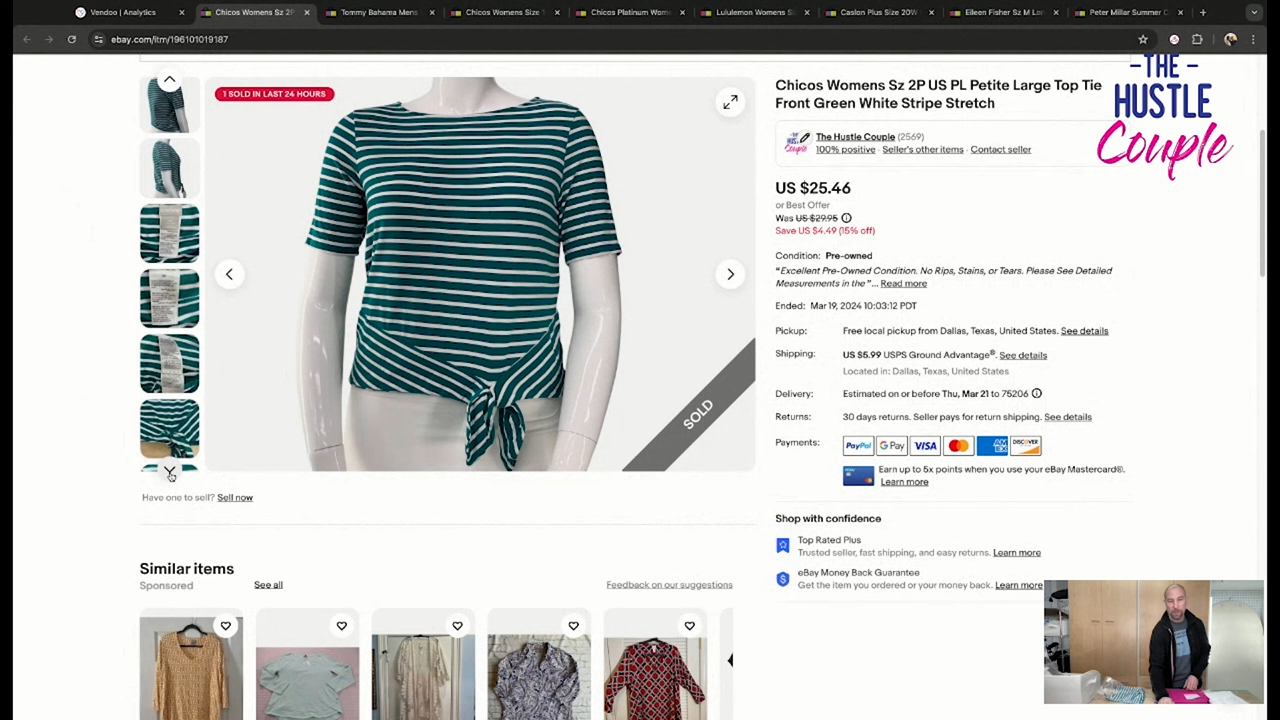 Vendoo | Analytics
Chicos Womens Sz 2P
Tommy Bahama Mens
Chicos Womens Size
Chicos Platinum Wom
Lululemon Womens Si
Caslon Plus Size 20W
Eileen Fisher Sz M
Peter Millar Summer C
ebay.com/itm/196101019187
-THE-
HUSTLE
Couple
1 SOLD IN LAST 24 HOURS
SOLD
Chicos Womens Sz 2P US PL Petite Large Top Tie
Front Green White Stripe Stretch
The Hustle Couple (2569)
100% positive · Seller's other items · Contact seller
US $25.46
or Best Offer
Was US $29.95
Save US $4.49 (15% off)
Condition: Pre-owned
"Excellent Pre-Owned Condition. No Rips, Stains, or Tears. Please See Detailed
Measurements in the "... Read more
Ended: Mar 19, 2024 10:03:12 PDT
Pickup: Free local pickup from Dallas, Texas, United States. See details
Shipping: US $5.99 USPS Ground Advantage®. See details
Located in: Dallas, Texas, United States
Delivery: Estimated on or before Thu, Mar 21 to 75206
Returns: 30 days returns. Seller pays for return shipping. See details
Payments: PayPal G Pay VISA DISCOVER
Earn up to 5x points when you use your eBay Mastercard®.
Learn more
Have one to sell? Sell now
Shop with confidence
Top Rated Plus
Trusted seller, fast shipping, and easy returns. Learn more
eBay Money Back Guarantee
Get the item you ordered or your money back. Learn more
Similar items
Sponsored
See all
Feedback on our suggestions